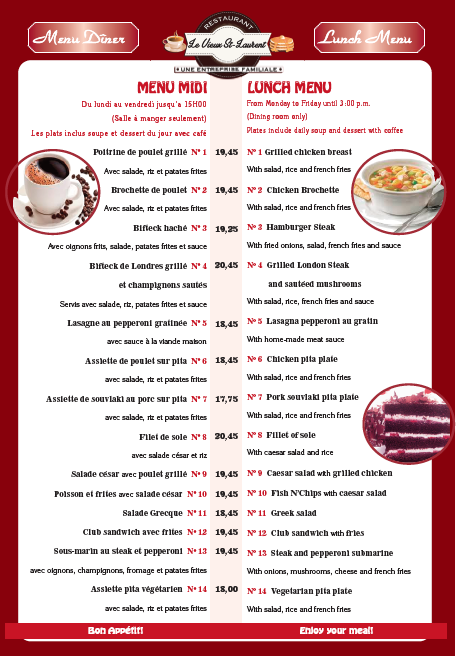 RESTAURANT
Menu Dîner
Le Vieux St-Laurent
Lunch Menu
UNE ENTREPRISE FAMILIALE
MENU MIDI
Du lundi au vendredi jusqu'a 15H00
(Salle à manger seulement)
Les plats inclus soupe et dessert du jour avec café
LUNCH MENU
From Monday to Friday until 3:00 p.m.
(Dining room only)
Plates include daily soup and dessert with coffee
Poitrine de poulet grillé Nº 1 19,45 Nº 1 Grilled chicken breast
Avec salade, riz et patates frites With salad, rice and french fries
Brochette de poulet Nº 2 19,45 Nº 2 Chicken Brochette
Avec salade, riz et patates frites With salad, rice and french fries
Bifteck haché Nº 3 19,25 Nº 3 Hamburger Steak
Avec oignons frits, salade, patates frites et sauce With fried onions, salad, french fries and sauce
Bifteck de Londres grillé Nº 4 20,45 Nº 4 Grilled London Steak
et champignons sautés and sautéed mushrooms
Servis avec salade, riz, patates frites et sauce With salad, rice, french fries and sauce
Lasagne au pepperoni gratinée Nº 5 18,45 Nº 5 Lasagna pepperoni au gratin
avec sauce à la viande maison With home-made meat sauce
Assiette de poulet sur pita Nº 6 18,45 Nº 6 Chicken pita plate
avec salade, riz et patates frites With salad, rice and french fries
Assiette de souvlaki au porc sur pita Nº 7 17,75 Nº 7 Pork souvlaki pita plate
avec salade, riz et patates frites With salad, rice and french fries
Filet de sole Nº 8 20,45 Nº 8 Fillet of sole
avec salade césar et riz With caesar salad and rice
Salade césar avec poulet grillé Nº 9 19,45 Nº 9 Caesar salad with grilled chicken
Poisson et frites avec salade césar Nº 10 19,45 Nº 10 Fish N'Chips with caesar salad
Salade Grecque Nº 11 18,45 Nº 11 Greek salad
Club sandwich avec frites Nº 12 19,45 Nº 12 Club sandwich with fries
Sous-marin au steak et pepperoni Nº 13 19,45 Nº 13 Steak and pepperoni submarine
avec oignons, champignons, fromage et patates frites With onions, mushrooms, cheese and french fries
Assiette pita végétarien Nº 14 18,00 Nº 14 Vegetarian pita plate
avec salade, riz et patates frites With salad, rice and french fries
Bon Appétit! Enjoy your meal!